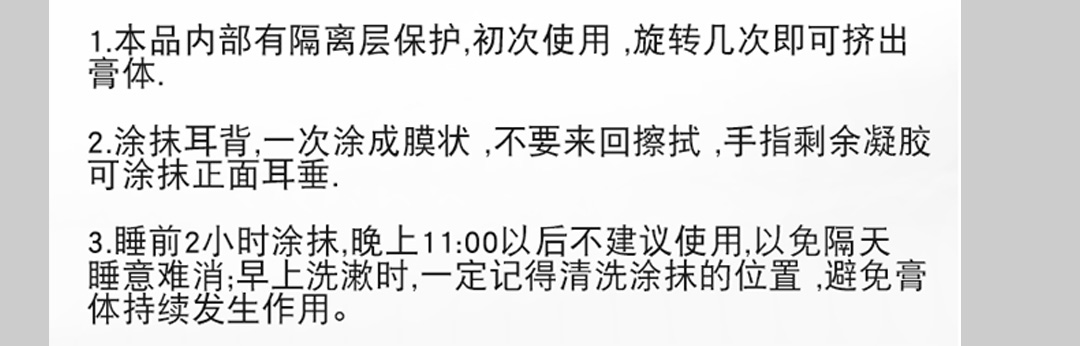 1.本品内部有隔离层保护,初次使用 ,旋转几次即可挤出
膏体.
2.涂抹耳背,一次涂成膜状 ,不要来回擦拭 ,手指剩余凝胶
可涂抹正面耳垂.
3.睡前2小时涂抹,晚上11:00以后不建议使用,以免隔天
睡意难消;早上洗漱时,一定记得清洗涂抹的位置 ,避免膏
体持续发生作用。